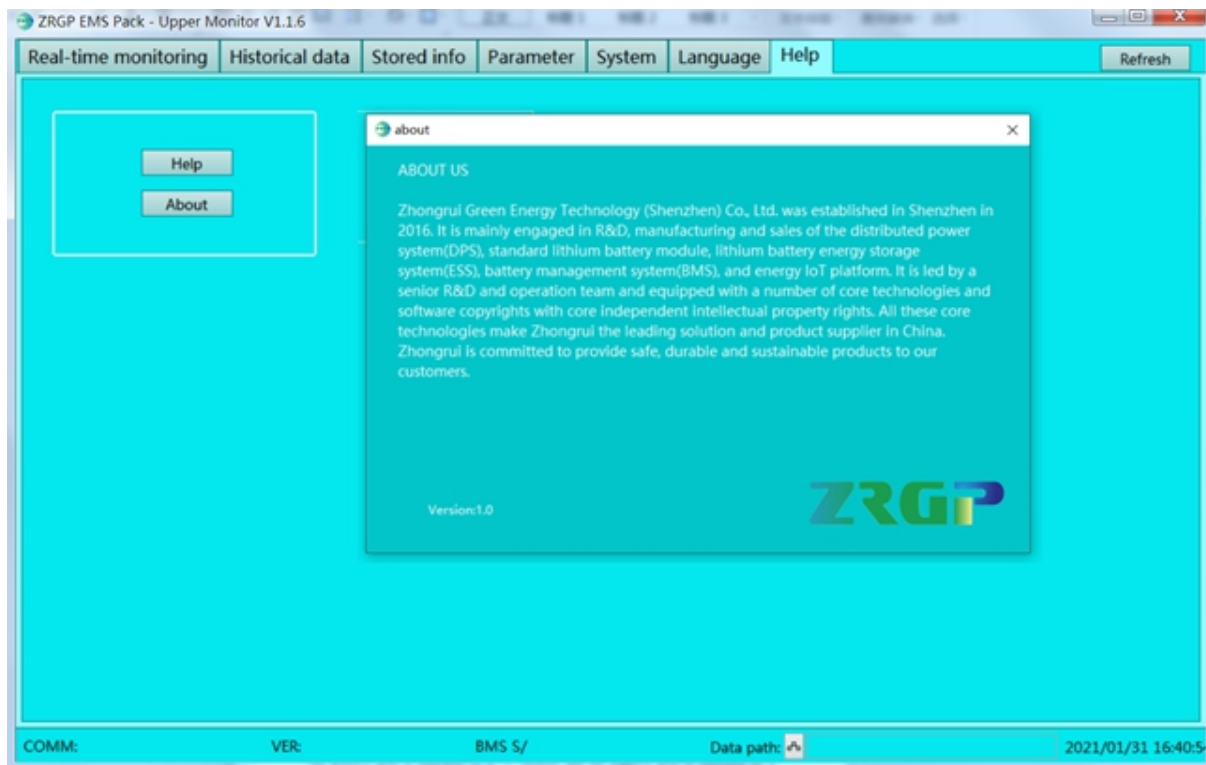 ZRGP EMS Pack - Upper Monitor V1.1.6
Real-time monitoring Historical data Stored info Parameter System Language Help Refresh
Help
About
about
ABOUT US
Zhongrui Green Energy Technology (Shenzhen) Co., Ltd. was established in Shenzhen in
2016. It is mainly engaged in R&D, manufacturing and sales of the distributed power
system(DPS), standard lithium battery module, lithium battery energy storage
system(ESS), battery management system(BMS), and energy IoT platform. It is led by a
senior R&D and operation team and equipped with a number of core technologies and
software copyrights with core independent intellectual property rights. All these core
technologies make Zhongrui the leading solution and product supplier in China.
Zhongrui is committed to provide safe, durable and sustainable products to our
customers.
Version:1.0
ZRGP
COMM: VER: BMS S/ Data path: 2021/01/31 16:40:5